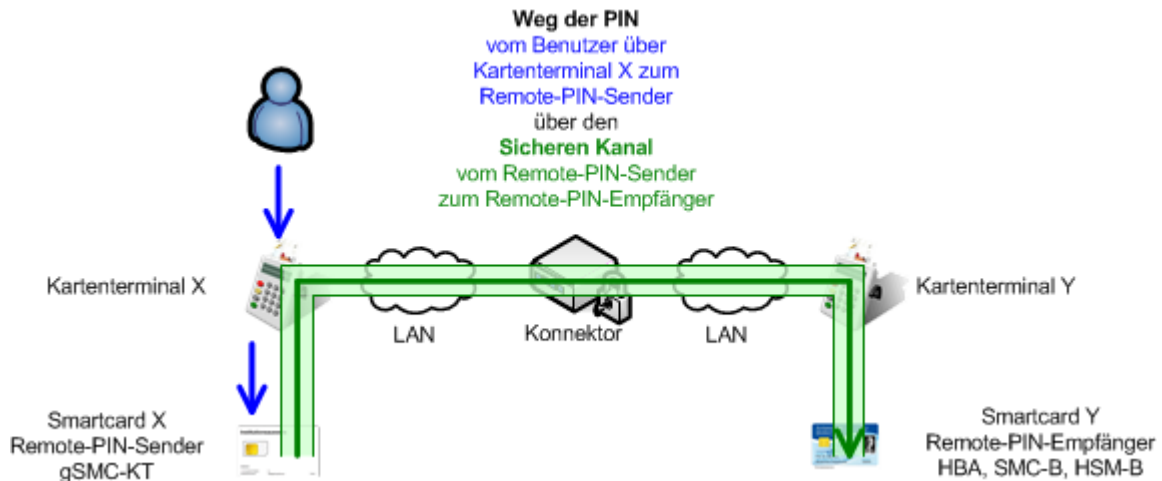 Weg der PIN
vom Benutzer über
Kartenterminal X zum
Remote-PIN-Sender
über den
Sicheren Kanal
vom Remote-PIN-Sender
zum Remote-PIN-Empfänger
Kartenterminal X
LAN
Konnektor
LAN
Kartenterminal Y
Smartcard X
Remote-PIN-Sender
gSMC-KT
Smartcard Y
Remote-PIN-Empfänger
HBA, SMC-B, HSM-B